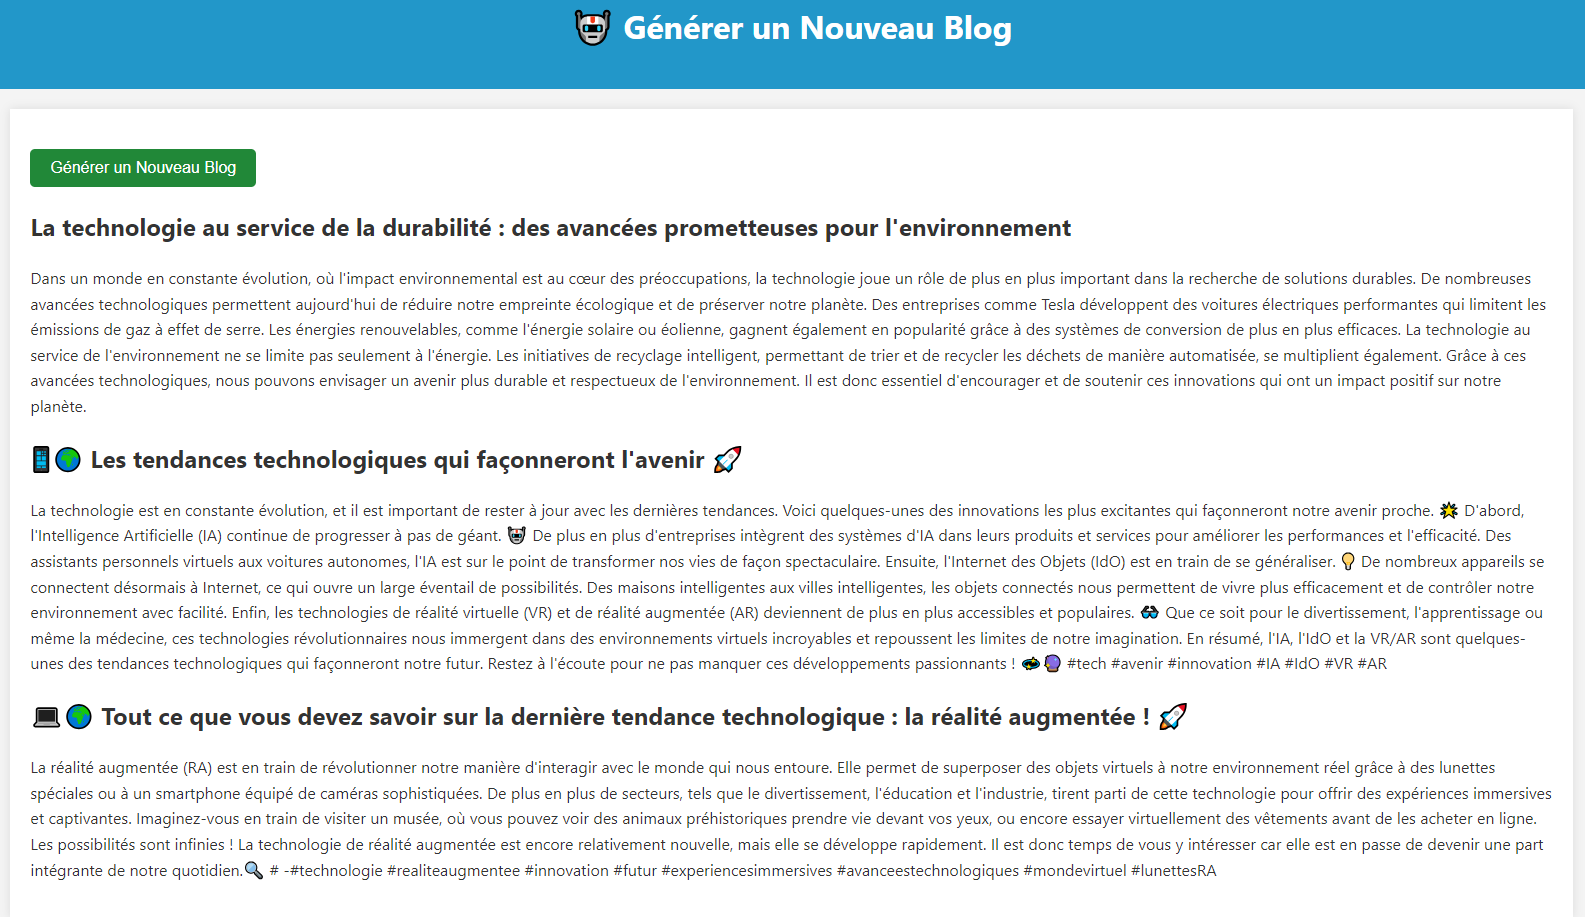 🤖 Générer un Nouveau Blog
Générer un Nouveau Blog
La technologie au service de la durabilité : des avancées prometteuses pour l'environnement
Dans un monde en constante évolution, où l'impact environnemental est au cœur des préoccupations, la technologie joue un rôle de plus en plus important dans la recherche de solutions durables. De nombreuses
avancées technologiques permettent aujourd'hui de réduire notre empreinte écologique et de préserver notre planète. Des entreprises comme Tesla développent des voitures électriques performantes qui limitent les
émissions de gaz à effet de serre. Les énergies renouvelables, comme l'énergie solaire ou éolienne, gagnent également en popularité grâce à des systèmes de conversion de plus en plus efficaces. La technologie au
service de l'environnement ne se limite pas seulement à l'énergie. Les initiatives de recyclage intelligent, permettant de trier et de recycler les déchets de manière automatisée, se multiplient également. Grâce à ces
avancées technologiques, nous pouvons envisager un avenir plus durable et respectueux de l'environnement. Il est donc essentiel d'encourager et de soutenir ces innovations qui ont un impact positif sur notre
planète.
📱🌍 Les tendances technologiques qui façonneront l'avenir 🚀
La technologie est en constante évolution, et il est important de rester à jour avec les dernières tendances. Voici quelques-unes des innovations les plus excitantes qui façonneront notre avenir proche. 🌟 D'abord,
l'Intelligence Artificielle (IA) continue de progresser à pas de géant. 🤖 De plus en plus d'entreprises intègrent des systèmes d'IA dans leurs produits et services pour améliorer les performances et l'efficacité. Des
assistants personnels virtuels aux voitures autonomes, l'IA est sur le point de transformer nos vies de façon spectaculaire. Ensuite, l'Internet des Objets (IdO) est en train de se généraliser. 💡 De nombreux appareils se
connectent désormais à Internet, ce qui ouvre un large éventail de possibilités. Des maisons intelligentes aux villes intelligentes, les objets connectés nous permettent de vivre plus efficacement et de contrôler notre
environnement avec facilité. Enfin, les technologies de réalité virtuelle (VR) et de réalité augmentée (AR) deviennent de plus en plus accessibles et populaires. 🕶️ Que ce soit pour le divertissement, l'apprentissage ou
même la médecine, ces technologies révolutionnaires nous immergent dans des environnements virtuels incroyables et repoussent les limites de notre imagination. En résumé, l'IA, l'IdO et la VR/AR sont quelques-
unes des tendances technologiques qui façonneront notre futur. Restez à l'écoute pour ne pas manquer ces développements passionnants ! 💫🔮 #tech #avenir #innovation #IA #IdO #VR #AR
💻🌍 Tout ce que vous devez savoir sur la dernière tendance technologique : la réalité augmentée ! 🚀
La réalité augmentée (RA) est en train de révolutionner notre manière d'interagir avec le monde qui nous entoure. Elle permet de superposer des objets virtuels à notre environnement réel grâce à des lunettes
spéciales ou à un smartphone équipé de caméras sophistiquées. De plus en plus de secteurs, tels que le divertissement, l'éducation et l'industrie, tirent parti de cette technologie pour offrir des expériences immersives
et captivantes. Imaginez-vous en train de visiter un musée, où vous pouvez voir des animaux préhistoriques prendre vie devant vos yeux, ou encore essayer virtuellement des vêtements avant de les acheter en ligne.
Les possibilités sont infinies ! La technologie de réalité augmentée est encore relativement nouvelle, mais elle se développe rapidement. Il est donc temps de vous y intéresser car elle est en passe de devenir une part
intégrante de notre quotidien.🔍 # -#technologie #realiteaugmentee #innovation #futur #experiencesimmersives #avanceestechnologiques #mondevirtuel #lunettesRA